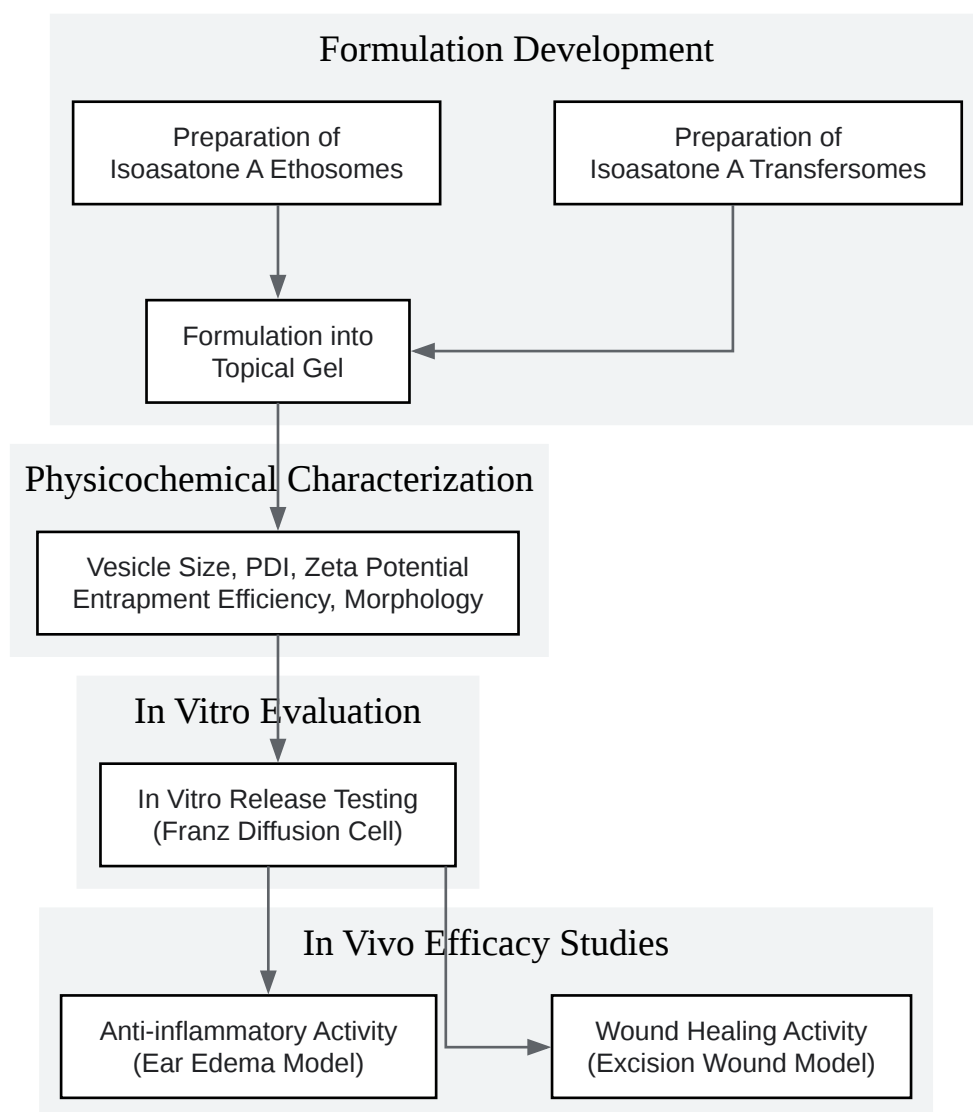 Formulation Development
Preparation of
Isoasatone A Ethosomes
Preparation of
Isoasatone A Transfersomes
Formulation into
Topical Gel
Physicochemical Characterization
Vesicle Size, PDI, Zeta Potential
Entrapment Efficiency, Morphology
In Vitro Evaluation
In Vitro Release Testing
(Franz Diffusion Cell)
In Vivo Efficacy Studies
Anti-inflammatory Activity
(Ear Edema Model)
Wound Healing Activity
(Excision Wound Model)